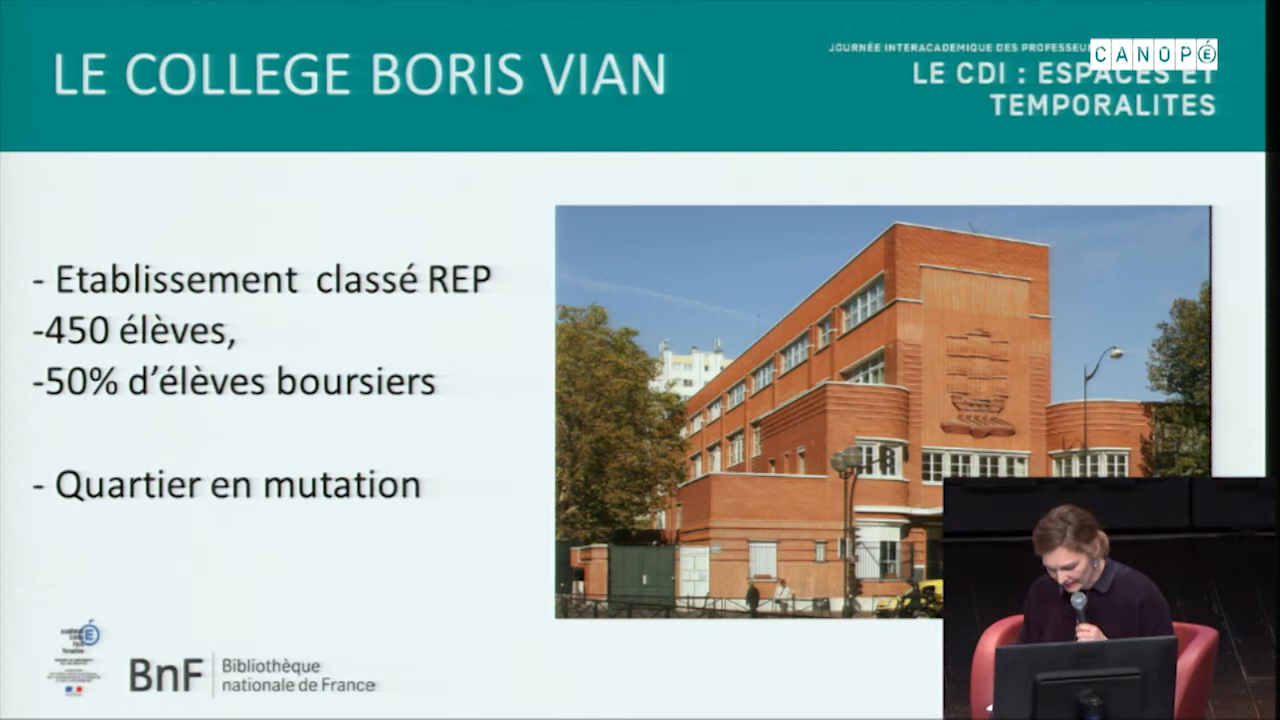 LE COLLEGE BORIS VIAN
JOURNÉE INTERACADEMIQUE DES
CANOPÉ
LE CDI : ESPACES ET
TEMPORALITES
- Etablissement classé REP
-450 élèves,
-50% d’élèves boursiers
- Quartier en mutation
BnF
Bibliothèque
nationale de France